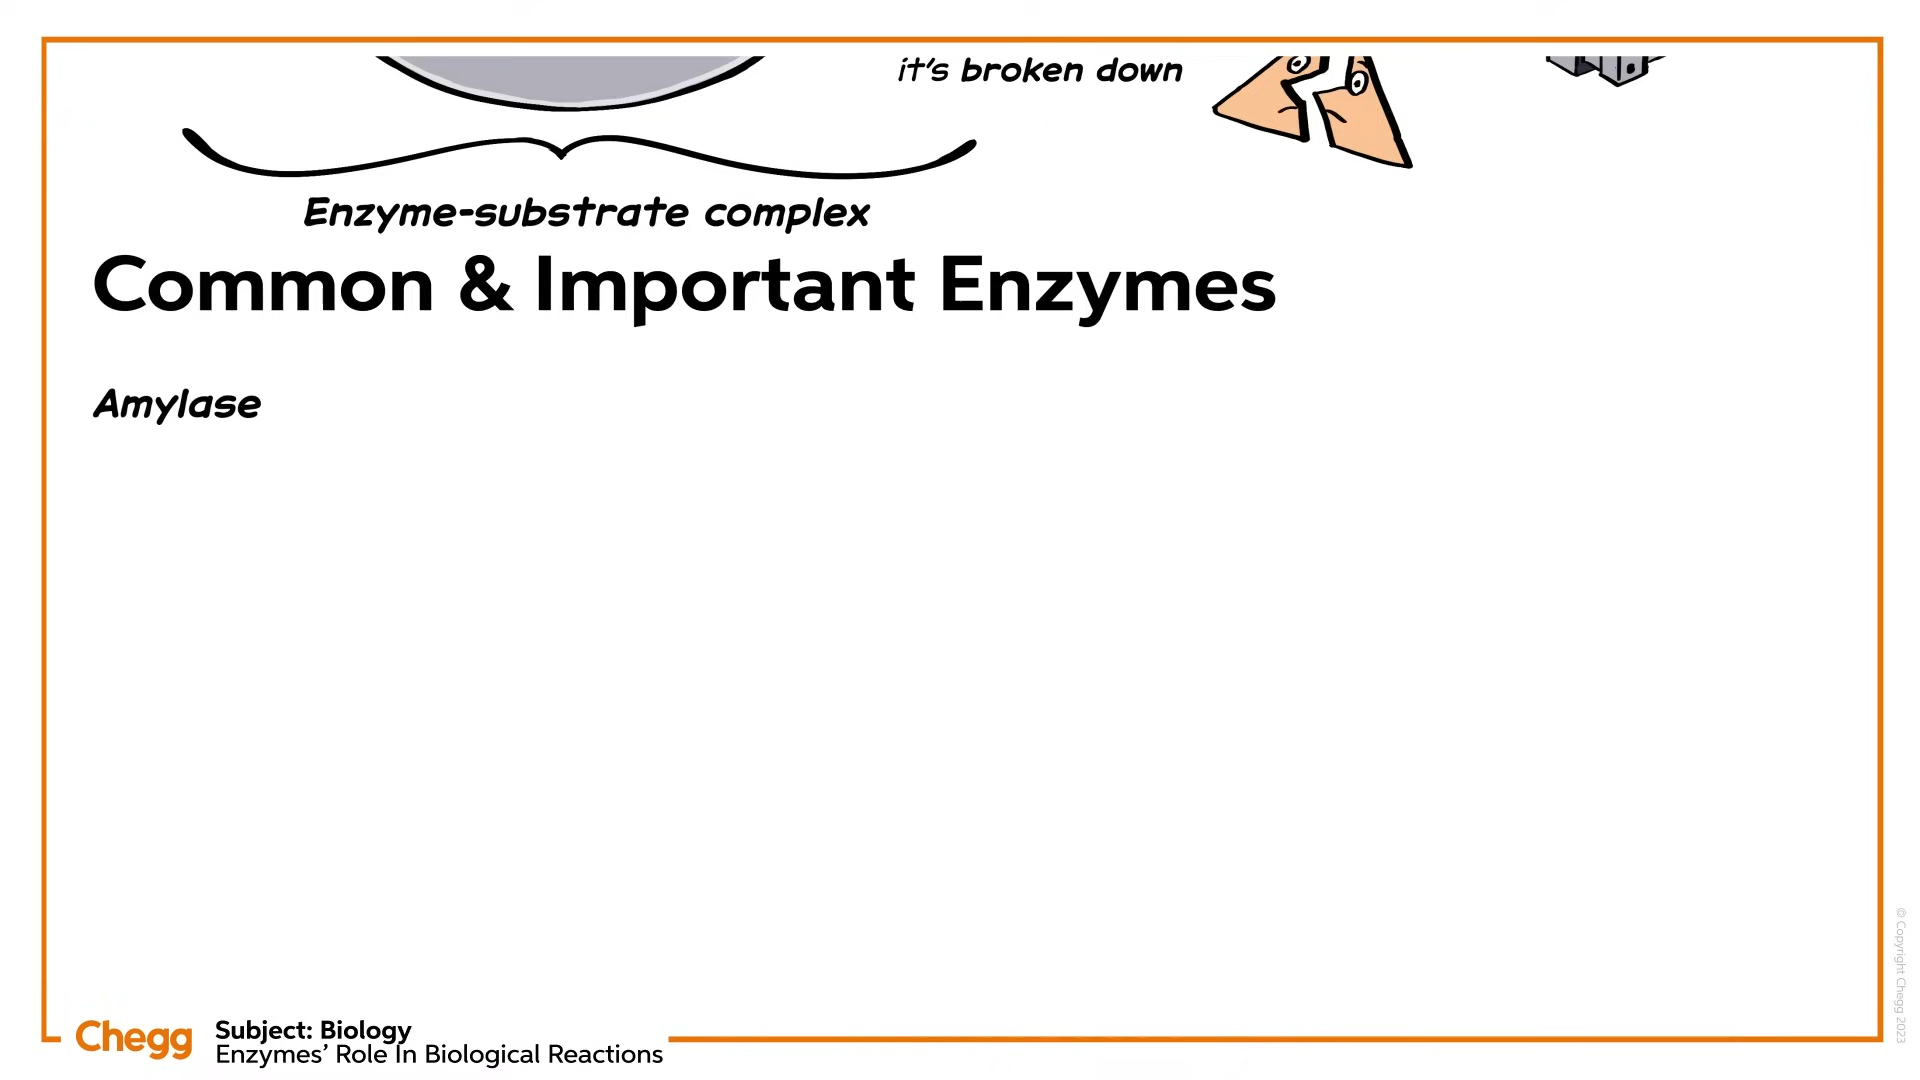 it's broken down
Enzyme-substrate complex
Common & Important Enzymes
Amylase
Chegg
Subject: Biology
Enzymes' Role In Biological Reactions
© Copyright Chegg 2023